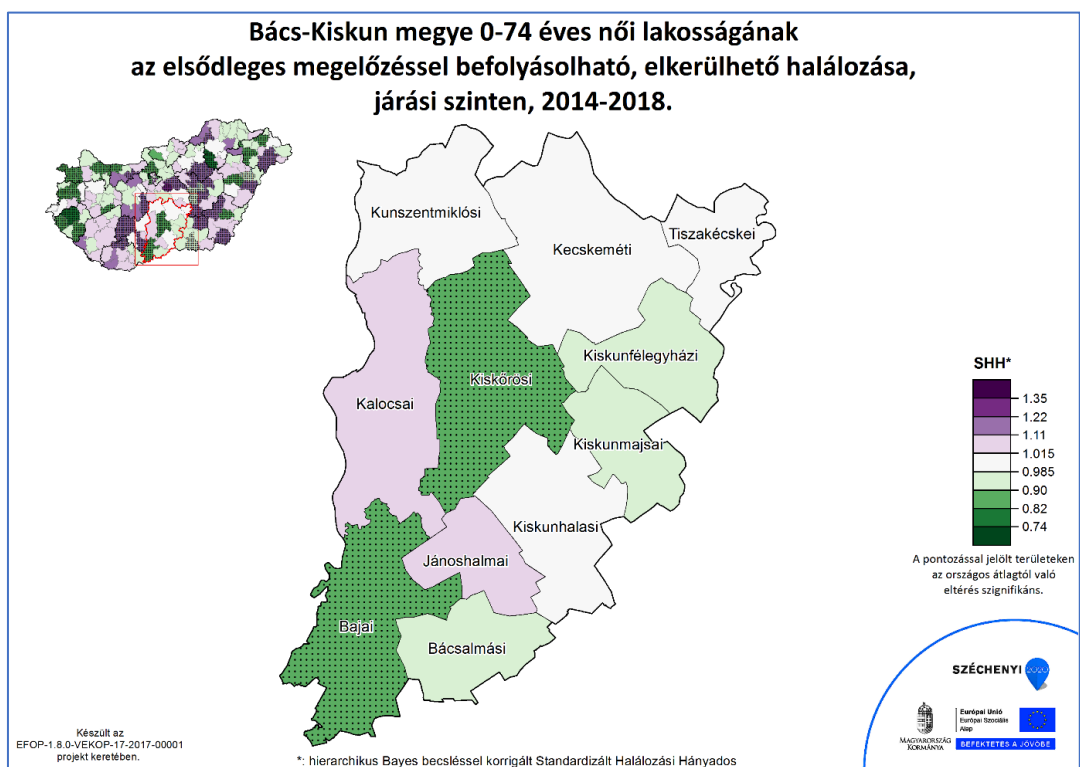 Bács-Kiskun megye 0-74 éves női lakosságának
az elsődleges megelőzéssel befolyásolható, elkerülhető halálozása,
járási szinten, 2014-2018.
Kunszentmiklósi
Kecskeméti
Tiszakécskei
Kiskunfélegyházi
Kiskőrösi
Kalocsai
Kiskunmajsai
Kiskunhalasi
Jánoshalmai
Bajai
Bácsalmási
SHH*
1.35
1.22
1.11
1.015
0.985
0.90
0.82
0.74
A pontozással jelölt területeken
az országos átlagtól való
eltérés szignifikáns.
SZÉCHENYI 2020
MAGYARORSZÁG
KORMÁNYA
Európai Unió
Európai Szociális
Alap
BEFEKTETÉS A JÖVŐBE
Készült az
EFOP-1.8.0-VEKOP-17-2017-00001
projekt keretében.
*: hierarchikus Bayes becsléssel korrigált Standardizált Halálozási Hányados